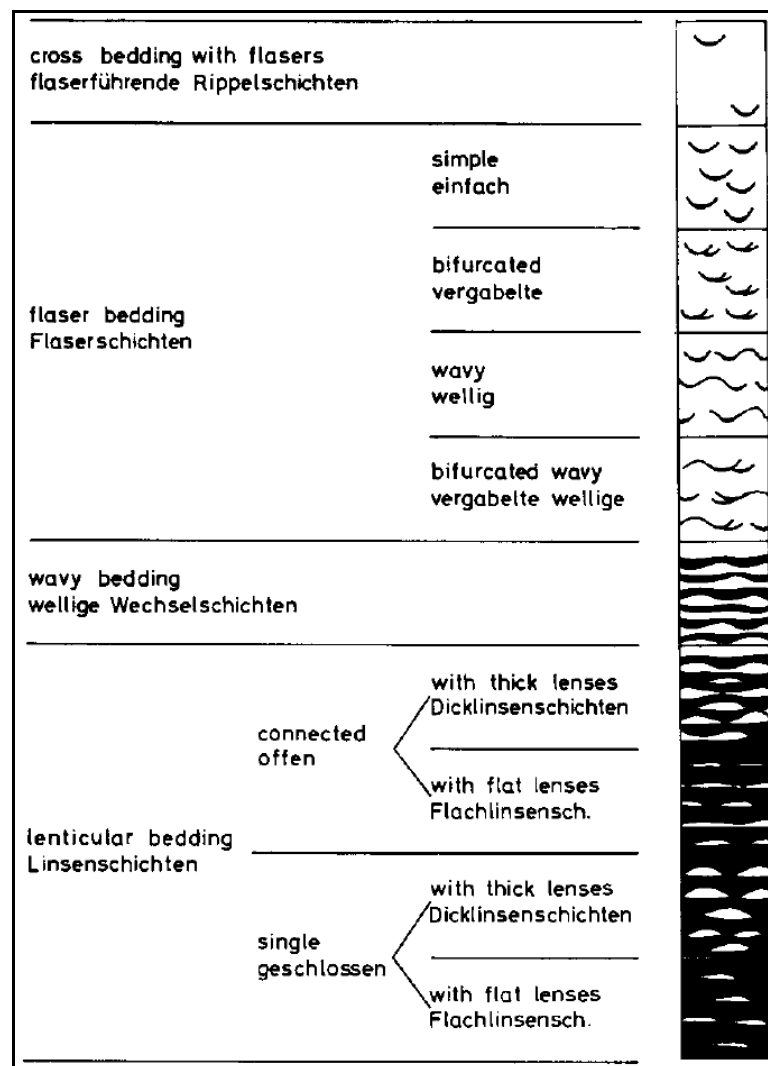 cross bedding with flasers
flaserführende Rippelschichten
simple
einfach
bifurcated
vergabelte
flaser bedding
Flaserschichten
wavy
wellig
bifurcated wavy
vergabelte wellige
wavy bedding
wellige Wechselschichten
with thick lenses
Dicklinsenschichten
connected
offen
with flat lenses
Flachlinsensch.
lenticular bedding
Linsenschichten
with thick lenses
Dicklinsenschichten
single
geschlossen
with flat lenses
Flachlinsensch.